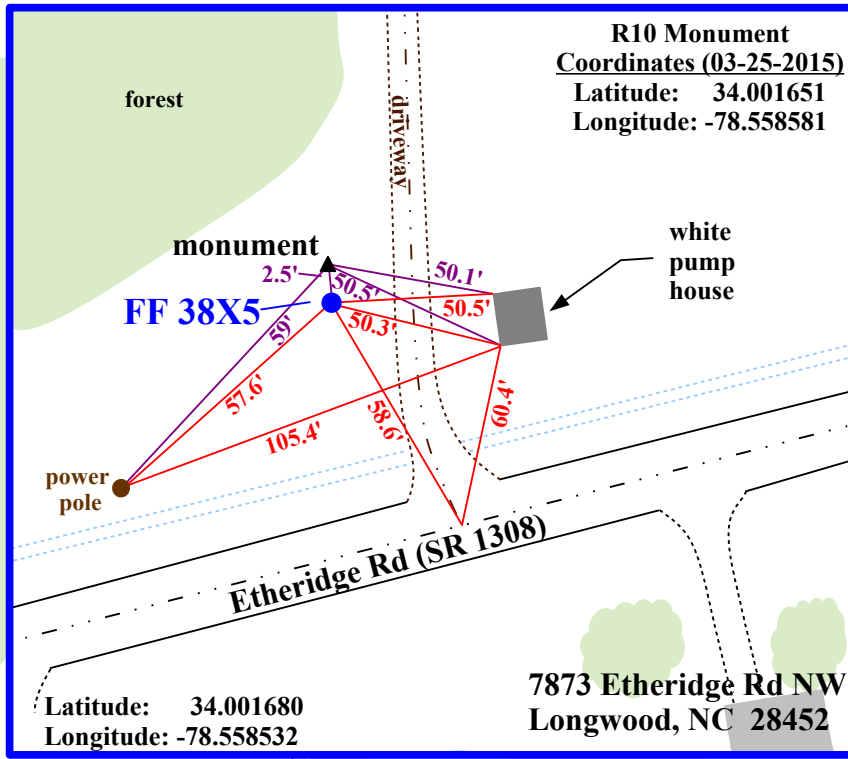 R10 Monument
Coordinates (03-25-2015)
Latitude: 34.001651
Longitude: -78.558581
forest
driveway
white
pump
house
monument
2.5'
50.1'
50.5'
FF 38X5
50.5'
50.3'
59'
57.6'
58.6'
60.4'
105.4'
power
pole
Etheridge Rd (SR 1308)
7873 Etheridge Rd NW
Longwood, NC 28452
Latitude: 34.001680
Longitude: -78.558532